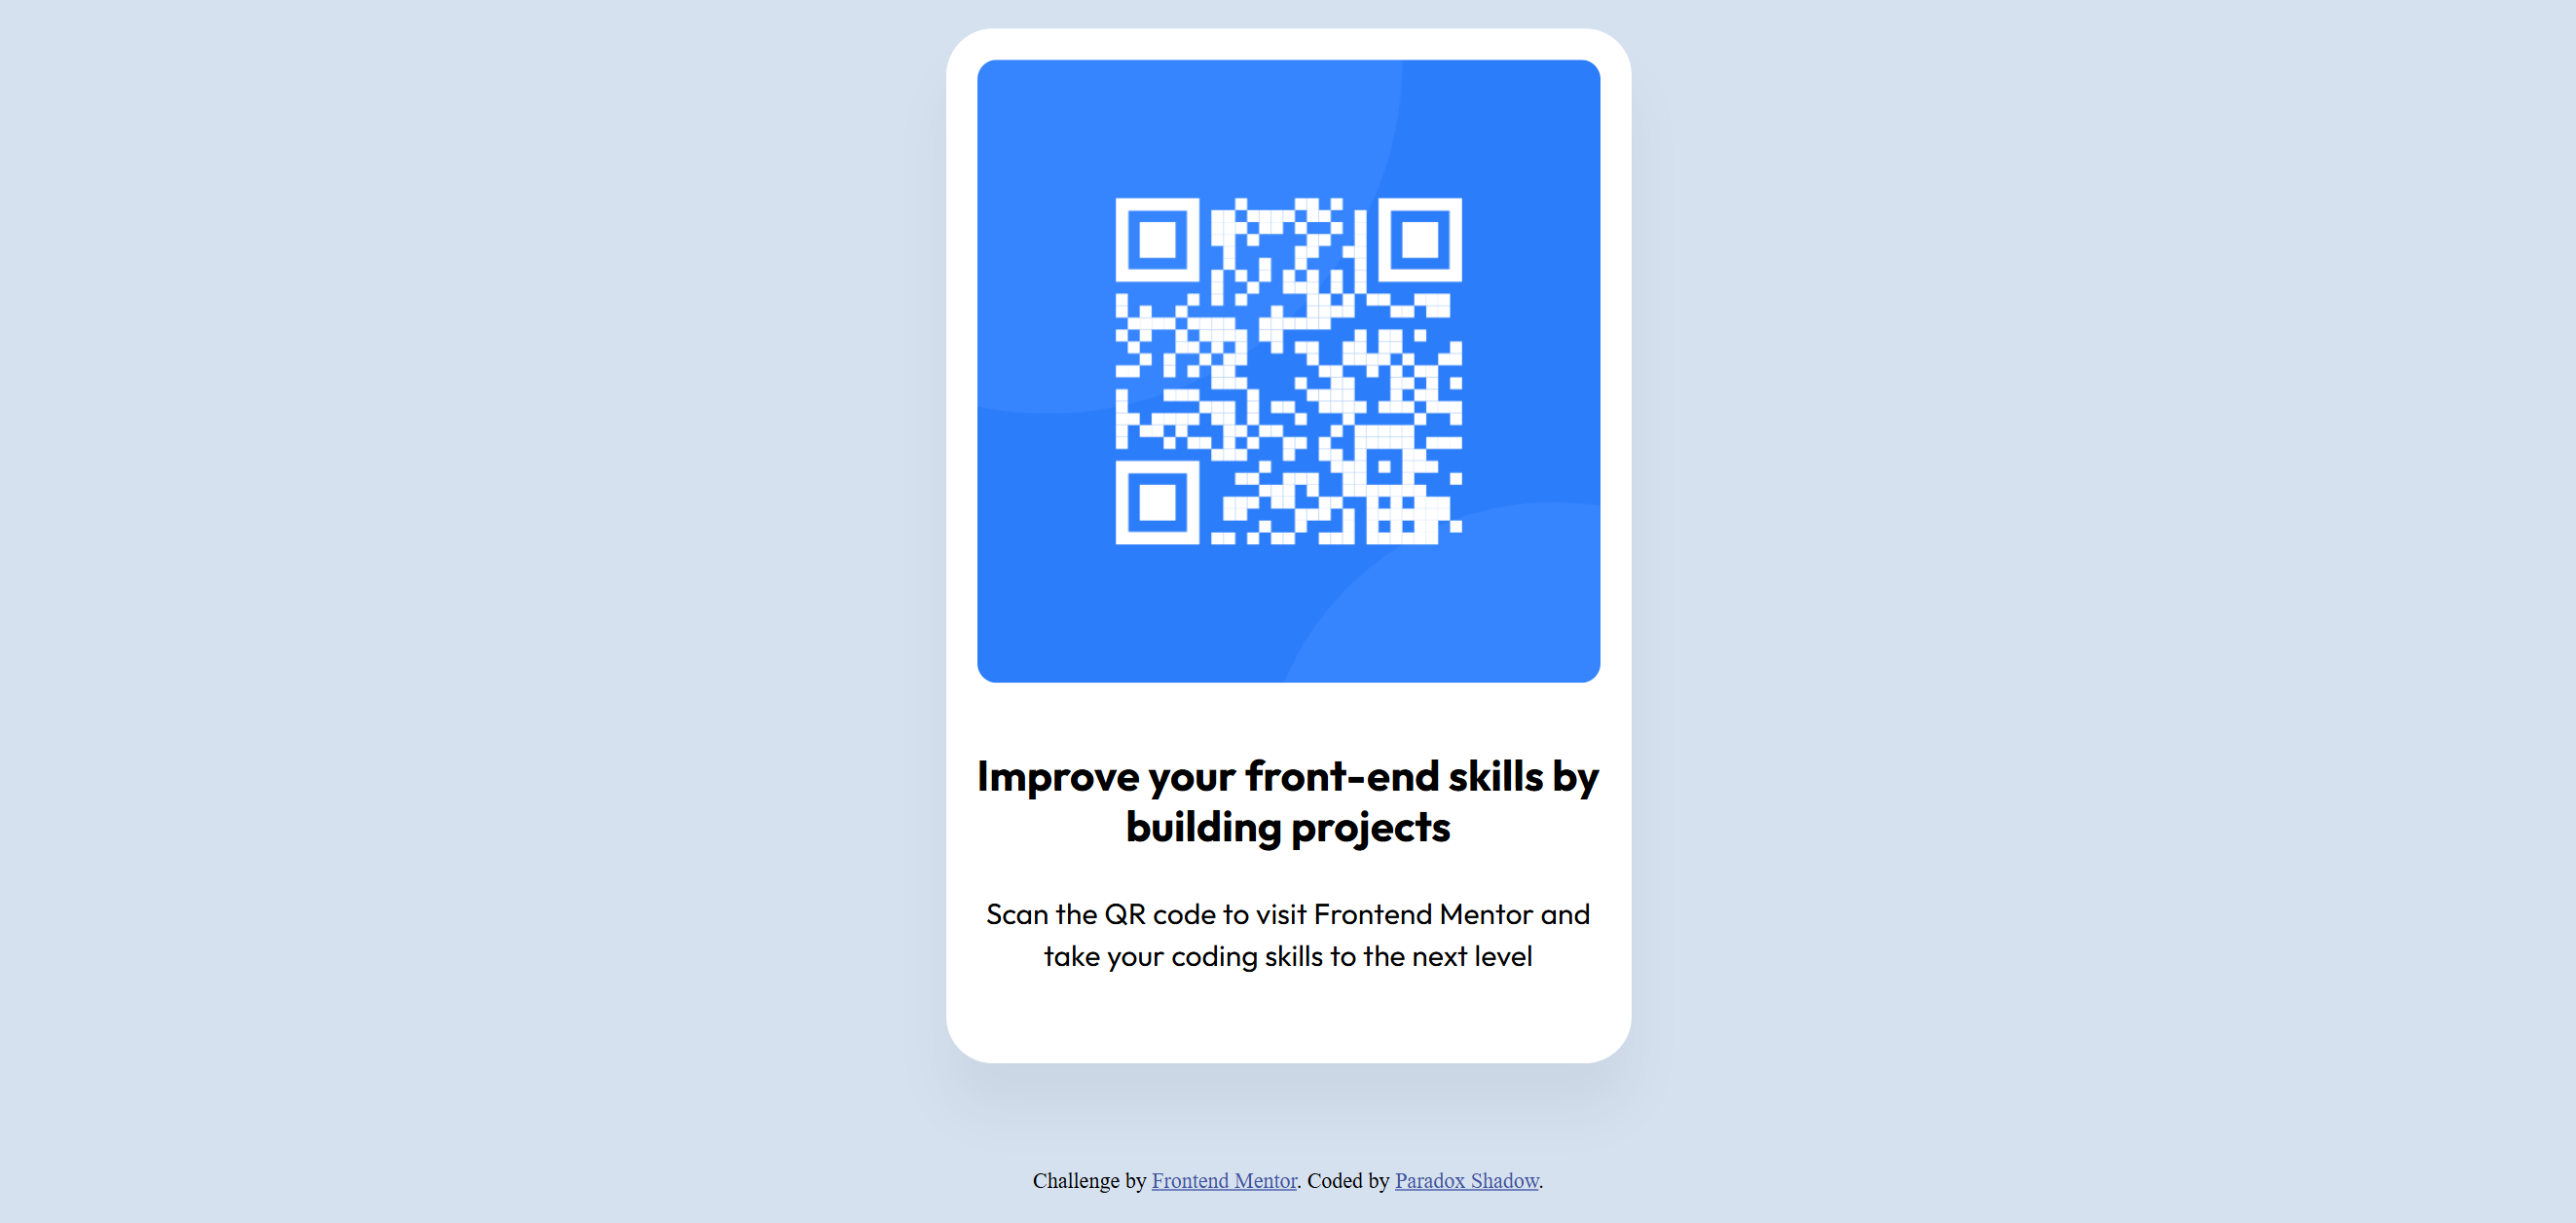 Improve your front-end skills by
building projects
Scan the QR code to visit Frontend Mentor and
take your coding skills to the next level
Challenge by Frontend Mentor. Coded by Paradox Shadow.